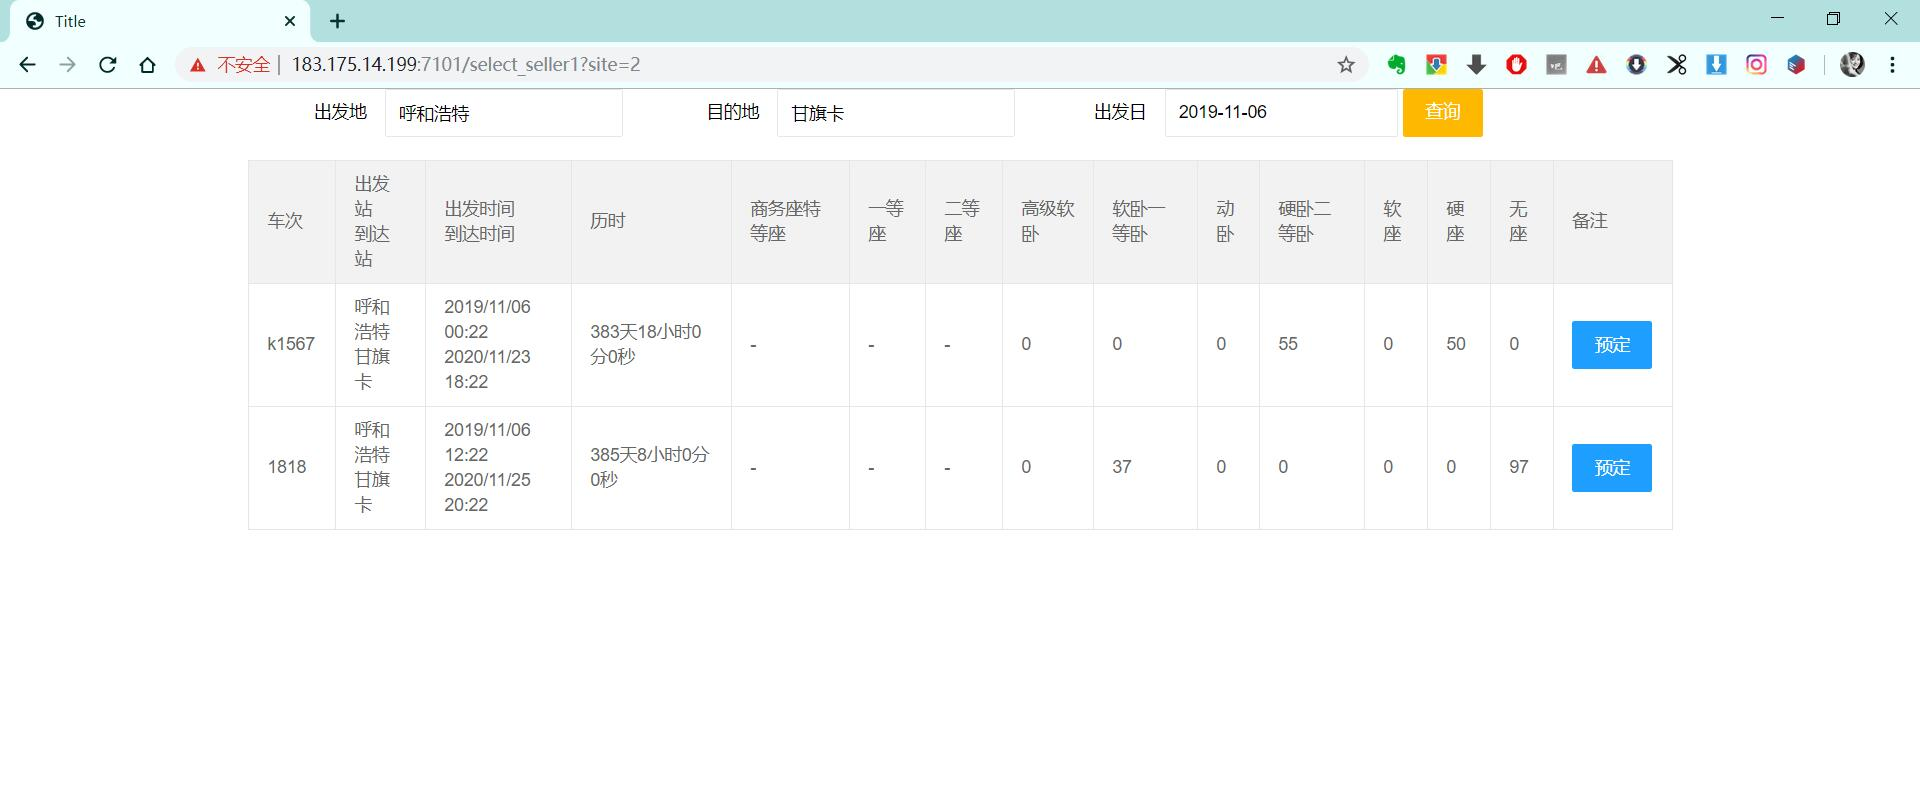 Title
不安全 | 183.175.14.199:7101/select_seller1?site=2
出发地 呼和浩特 目的地 甘旗卡 出发日 2019-11-06 查询
车次
出发
站
到达
站
出发时间
到达时间
历时
商务座特
等座
一等
座
二等
座
高级软
卧
软卧一
等卧
动
卧
硬卧二
等卧
软
座
硬
座
无
座
备注
k1567
呼和
浩特
甘旗
卡
2019/11/06
00:22
2020/11/23
18:22
383天18小时0
分0秒
- - - 0 0 0 55 0 50 0 预定
1818
呼和
浩特
甘旗
卡
2019/11/06
12:22
2020/11/25
20:22
385天8小时0分
0秒
- - - 0 37 0 0 0 0 97 预定